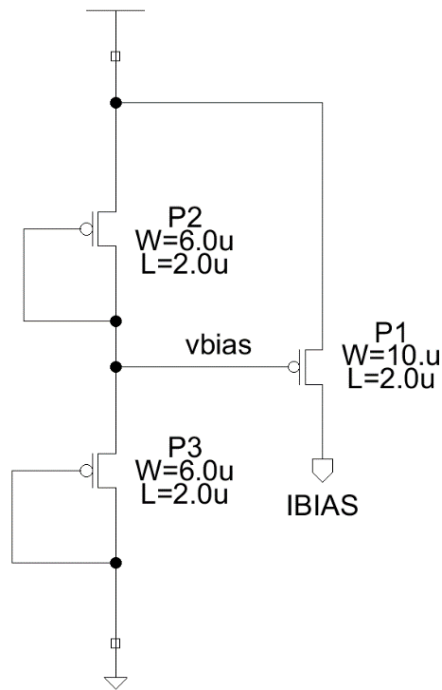 P2
W=6.0u
L=2.0u
vbias
P1
W=10.u
L=2.0u
P3
W=6.0u
L=2.0u
IBIAS